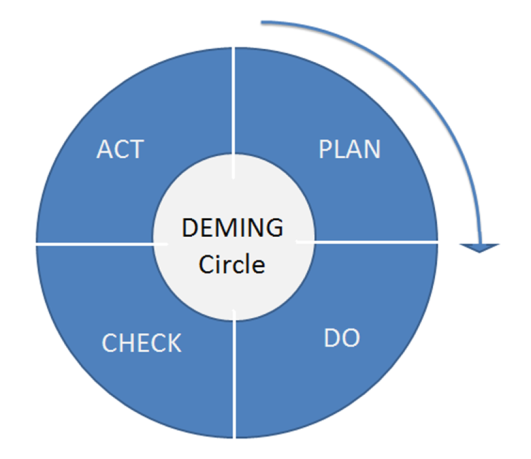 ACT
PLAN
DEMING
Circle
CHECK
DO